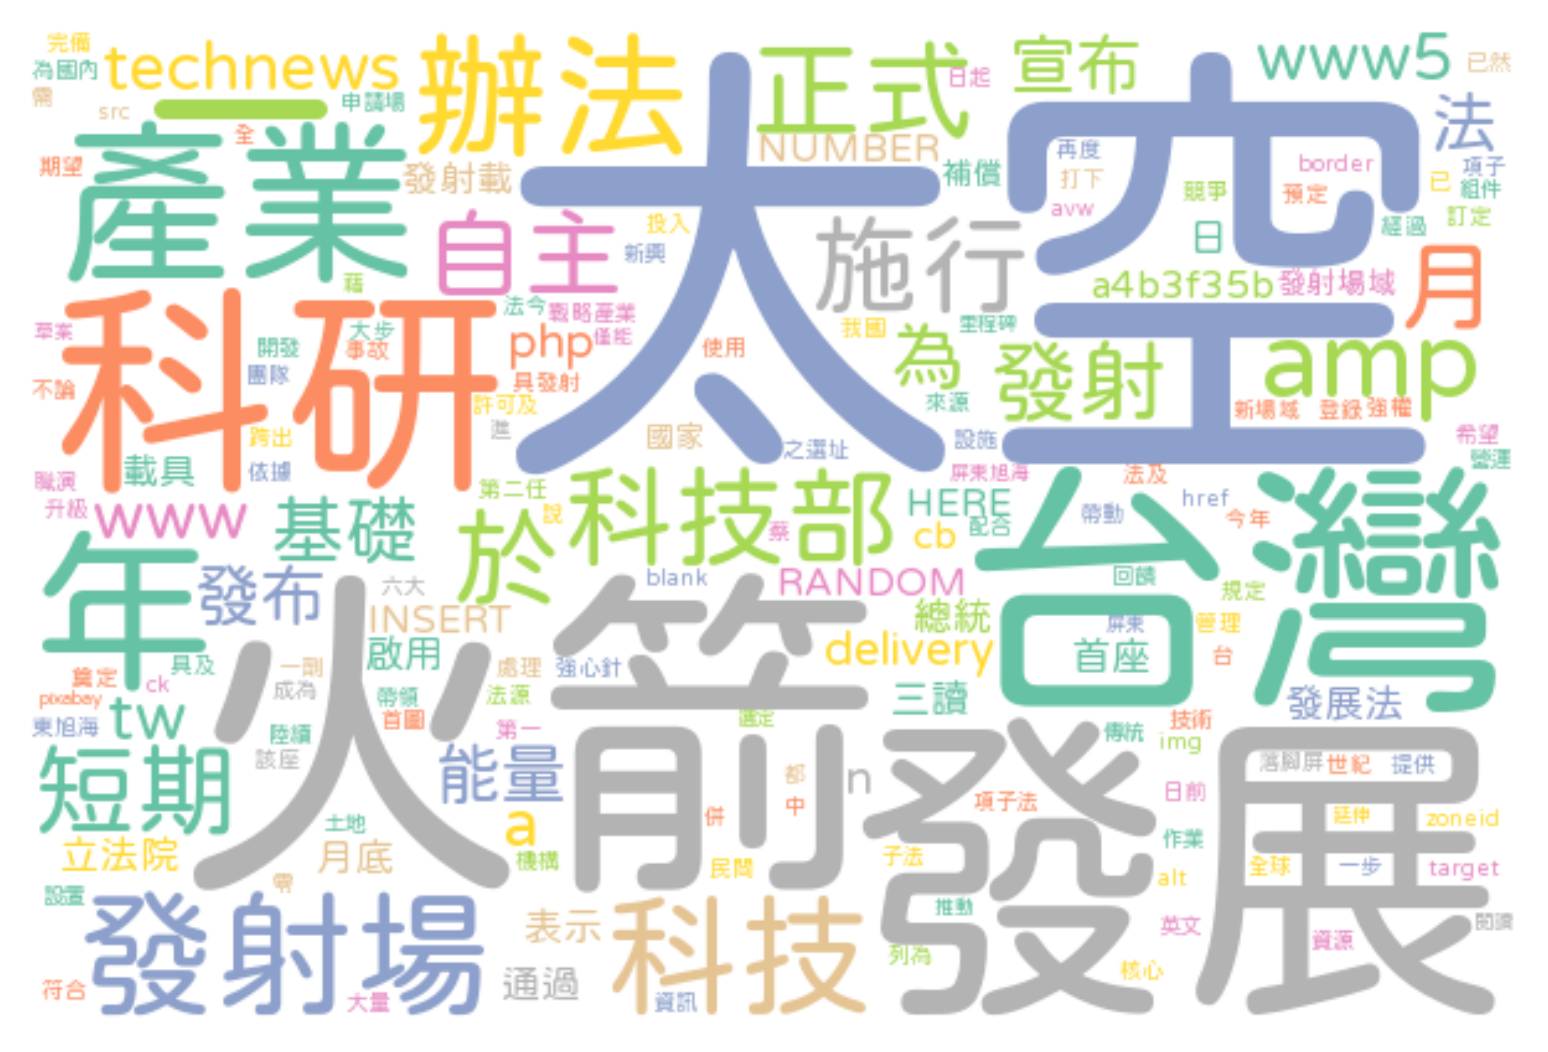 完備
為國內
需
technews
src
一
申請場
全
辦法
正式
日起
宣布
www5
已然
法
太空
產業
期望
發射載
NUMBER
補償
再度
打下
avw
競爭
border
預定
已
項子
組件
訂定
經過
自主
投入
新興
施行
日
a4b3f35b
發射場域
月
藉
科研
草案
不論
開發
大步
事故
團隊
跨出
依據
法令
戰略產業
僅能
php
具發射
許可及
進
使用
我國
里程碑
為
來源
發射
amp
新場域
登錄
強權
國家
之選址
設施
希望
營運
載具
職演
升級
www
基礎
第二任
說
於
科技部
蔡
HERE
cb
配合
屏東旭海
法及
帶動
href
今年
台灣
年
發布
六大
INSERT
blank
RANDOM
回饋
規定
總統
屏東
管理
台
首座
delivery
啟用
火箭
處理
強心針
一劑
成為
帶領
首圖
法源
第一
奠定
具及
ck
pixabay
tw
東旭海
陸續
該座
三讀
選定
發展
發展法
技術
傳統
img
短期
能量
n
都
中
併
項子法
落腳屏
世紀
提供
日前
延伸
zoneid
作業
土地
a
機構
立法院
月底
零
民間
子法
alt
全球
一步
target
設置
發射場
表示
科技
推動
列為
英文
資源
閱讀
核心
通過
符合
大量
資訊